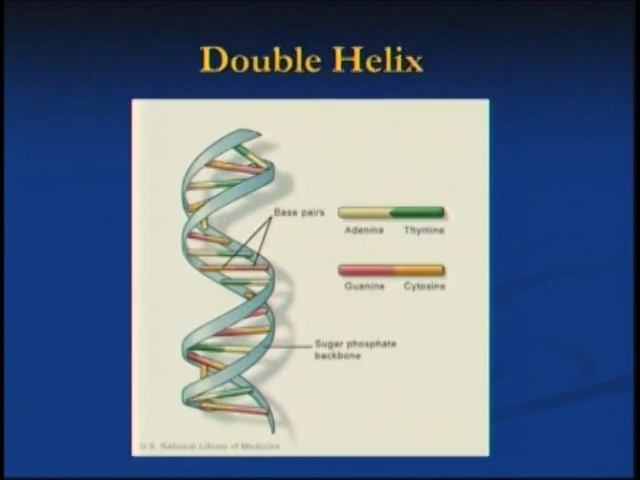 Double Helix
Base pairs
Adenine Thymine
Guanine Cytosine
Sugar phosphate
backbone
U.S. National Library of Medicine